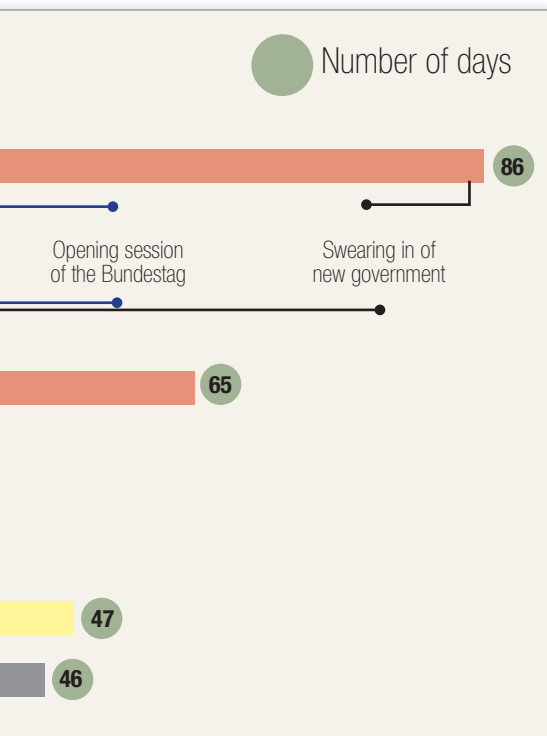 Number of days
86
Opening session
of the Bundestag
Swearing in of
new government
65
47
46